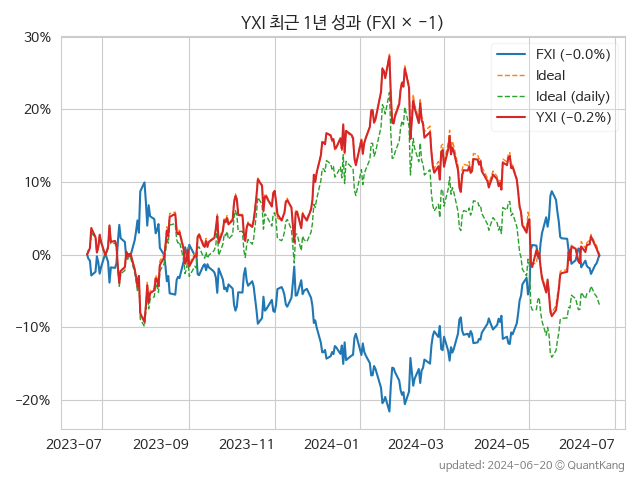 YXI 최근 1년 성과 (FXI × -1)
30%
20%
10%
0%
-10%
-20%
FXI (-0.0%)
Ideal
Ideal (daily)
YXI (-0.2%)
2023-07 2023-09 2023-11 2024-01 2024-03 2024-05 2024-07
updated: 2024-06-20 © QuantKang